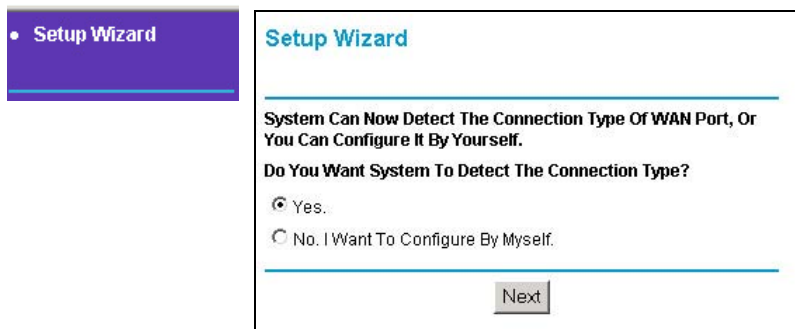 Setup Wizard
Setup Wizard
System Can Now Detect The Connection Type Of WAN Port, Or
You Can Configure It By Yourself.
Do You Want System To Detect The Connection Type?
Yes.
No. I Want To Configure By Myself.
Next